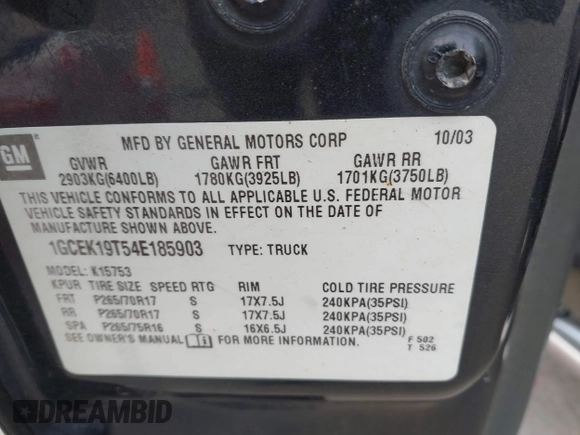 GM
MFD BY GENERAL MOTORS CORP 10/03
GVWR GAWR FRT GAWR RR
2903KG(6400LB) 1780KG(3925LB) 1701KG(3750LB)
THIS VEHICLE CONFORMS TO ALL APPLICABLE U.S. FEDERAL MOTOR
VEHICLE SAFETY STANDARDS IN EFFECT ON THE DATE OF
MANUFACTURE SHOWN ABOVE.
1GCEK19T54E185903 TYPE: TRUCK
MODEL: K15753
KPUR TIRE SIZE SPEED RTG RIM COLD TIRE PRESSURE
FRT P265/70R17 S 17X7.5J 240KPA(35PSI)
RR P265/70R17 S 17X7.5J 240KPA(35PSI)
SPA P265/75R16 S 16X6.5J 240KPA(35PSI)
SEE OWNER'S MANUAL FOR MORE INFORMATION. F 502
T 526
DREAMBID